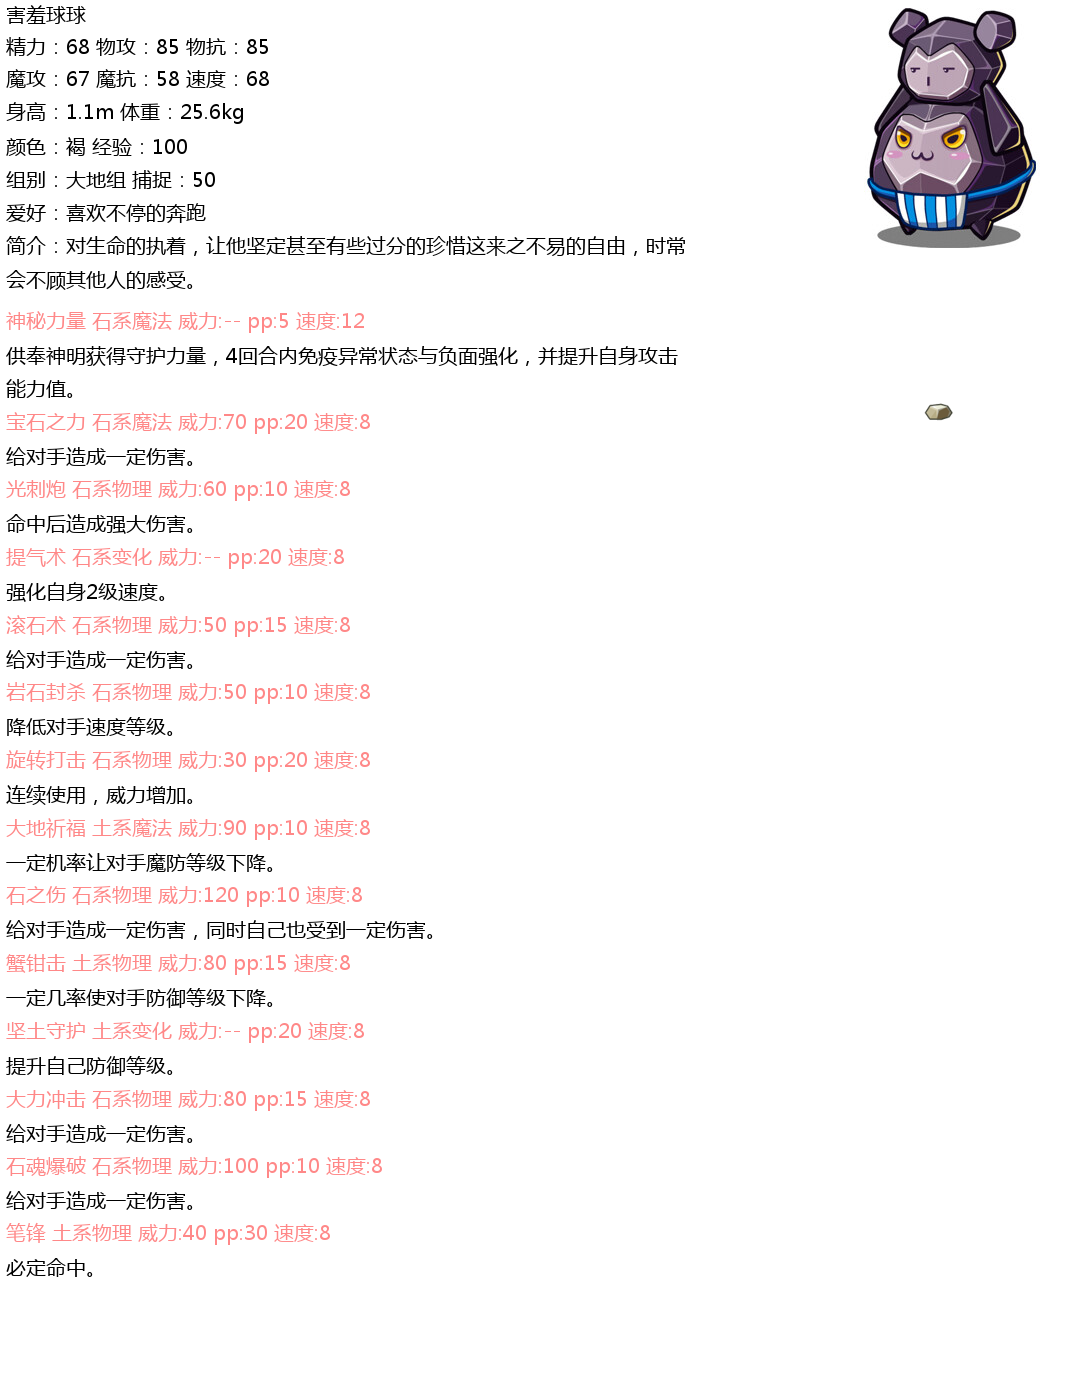 害羞球球
精力：68 物攻：85 物抗：85
魔攻：67 魔抗：58 速度：68
身高：1.1m 体重：25.6kg
颜色：褐 经验：100
组别：大地组 捕捉：50
爱好：喜欢不停的奔跑
简介：对生命的执着，让他坚定甚至有些过分的珍惜这来之不易的自由，时常
会不顾其他人的感受。
神秘力量 石系魔法 威力:-- pp:5 速度:12
供奉神明获得守护力量，4回合内免疫异常状态与负面强化，并提升自身攻击
能力值。
宝石之力 石系魔法 威力:70 pp:20 速度:8
给对手造成一定伤害。
光刺炮 石系物理 威力:60 pp:10 速度:8
命中后造成强大伤害。
提气术 石系变化 威力:-- pp:20 速度:8
强化自身2级速度。
滚石术 石系物理 威力:50 pp:15 速度:8
给对手造成一定伤害。
岩石封杀 石系物理 威力:50 pp:10 速度:8
降低对手速度等级。
旋转打击 石系物理 威力:30 pp:20 速度:8
连续使用，威力增加。
大地祈福 土系魔法 威力:90 pp:10 速度:8
一定机率让对手魔防等级下降。
石之伤 石系物理 威力:120 pp:10 速度:8
给对手造成一定伤害，同时自己也受到一定伤害。
蟹钳击 土系物理 威力:80 pp:15 速度:8
一定几率使对手防御等级下降。
坚土守护 土系变化 威力:-- pp:20 速度:8
提升自己防御等级。
大力冲击 石系物理 威力:80 pp:15 速度:8
给对手造成一定伤害。
石魂爆破 石系物理 威力:100 pp:10 速度:8
给对手造成一定伤害。
笔锋 土系物理 威力:40 pp:30 速度:8
必定命中。